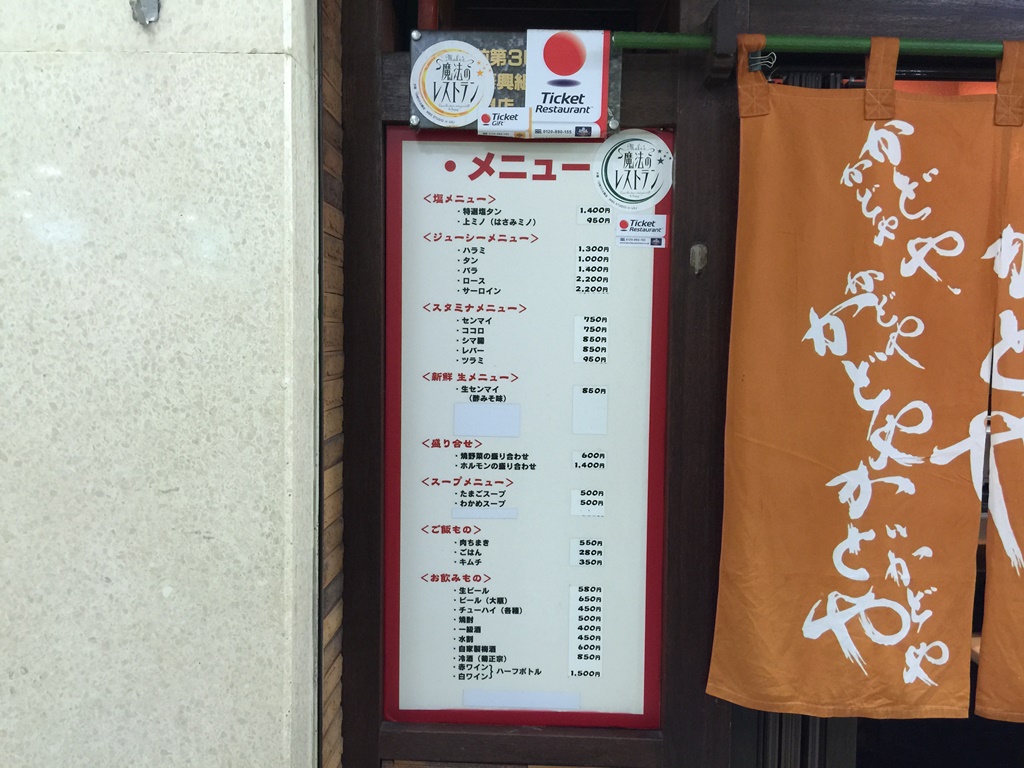 魔法のレストラン
Ticket Restaurant
Ticket Gift
0120-860-155
・メニュー
魔法のレストラン
Ticket Restaurant
<塩メニュー>
・特選塩タン 1,400円
・上ミノ（はさみミノ） 950円
<ジューシーメニュー>
・ハラミ 1,300円
・タン 1,000円
・バラ 1,400円
・ロース 2,200円
・サーロイン 2,200円
<スタミナメニュー>
・センマイ 750円
・ココロ 750円
・シマ腸 850円
・レバー 850円
・ツラミ 950円
<新鮮 生メニュー>
・生センマイ 850円
（酢みそ味）
<盛り合せ>
・焼野菜の盛り合わせ 600円
・ホルモンの盛り合わせ 1,400円
<スープメニュー>
・たまごスープ 500円
・わかめスープ 500円
<ご飯もの>
・肉ちまき 550円
・ごはん 280円
・キムチ 350円
<お飲みもの>
・生ビール 580円
・ビール（大瓶） 650円
・チューハイ（各種） 450円
・焼酎 500円
・一級酒 400円
・水割 450円
・自家製梅酒 600円
・冷酒（菊正宗） 850円
・赤ワイン
・白ワイン}ハーフボトル 1,500円
かどや
かどや
かどや
かどや
かどや
かどや
かどや